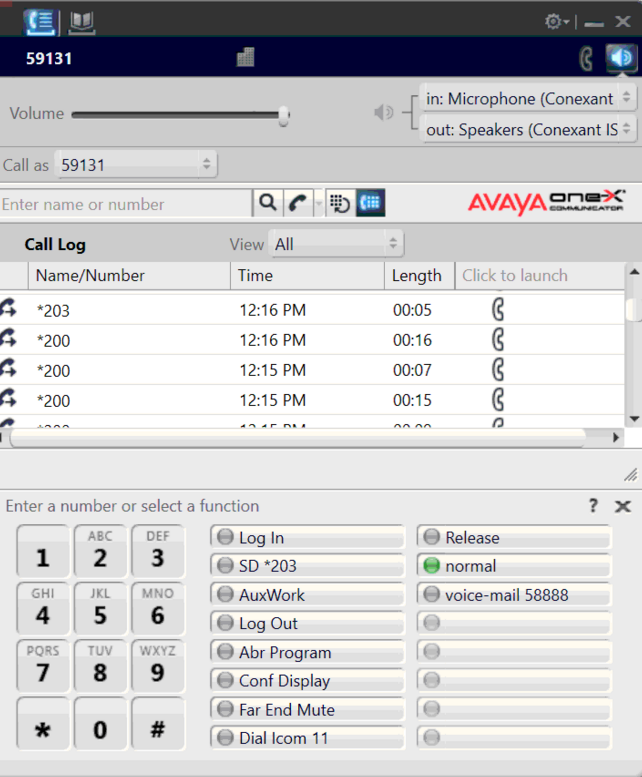 59131
Volume
in: Microphone (Conexant
out: Speakers (Conexant IS
Call as 59131
Enter name or number
AVAYA one-X COMMUNICATOR
Call Log View All
Name/Number Time Length Click to launch
*203 12:16 PM 00:05
*200 12:16 PM 00:16
*200 12:15 PM 00:07
*200 12:15 PM 00:15
Enter a number or select a function ? X
1
ABC 2
DEF 3
GHI 4
JKL 5
MNO 6
PQRS 7
TUV 8
WXYZ 9
*
0
#
Log In
SD *203
AuxWork
Log Out
Abr Program
Conf Display
Far End Mute
Dial Icom 11
Release
normal
voice-mail 58888